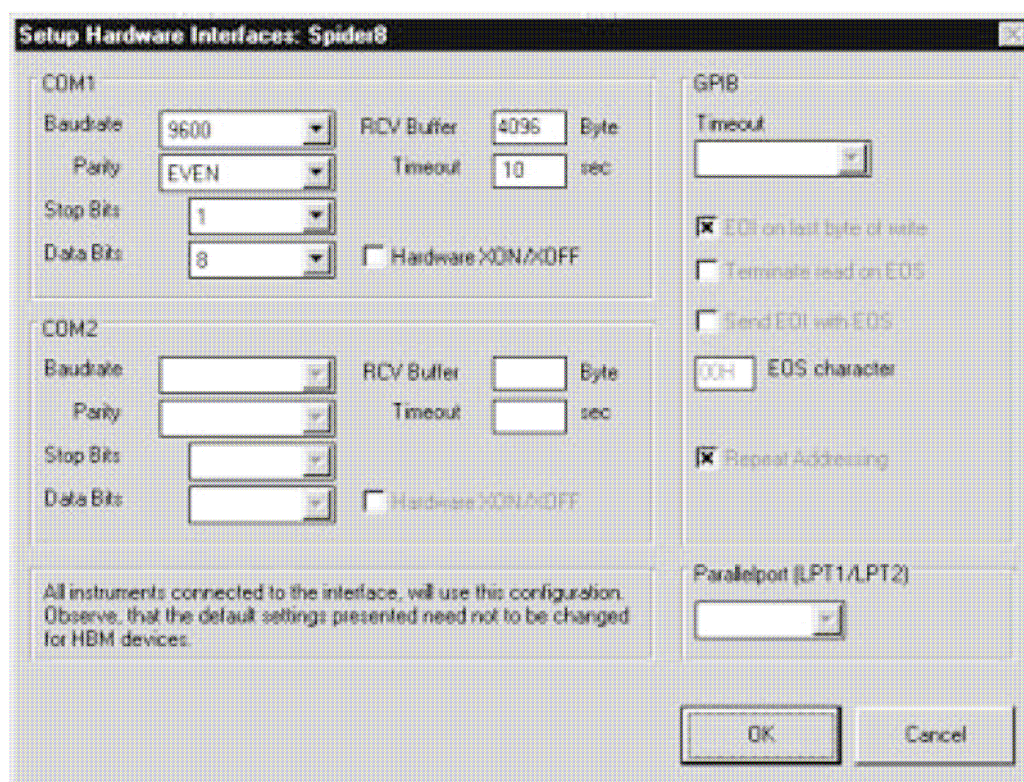 Setup Hardware Interfaces: Spider8
COM1
Baudrate 9600 RCV Buffer 4096 Byte
Parity EVEN Timeout 10 sec
Stop Bits 1
Data Bits 8 Hardware XON/XOFF
COM2
Baudrate RCV Buffer Byte
Parity Timeout sec
Stop Bits
Data Bits Hardware XON/XOFF
All instruments connected to the interface, will use this configuration.
Observe, that the default settings presented need not to be changed
for HBM devices.
GPIB
Timeout
EOI on last byte of write
Terminate read on EOS
Send EOI with EOS
00H EOS character
Repeat Addressing
Parallelport (LPT1/LPT2)
OK Cancel